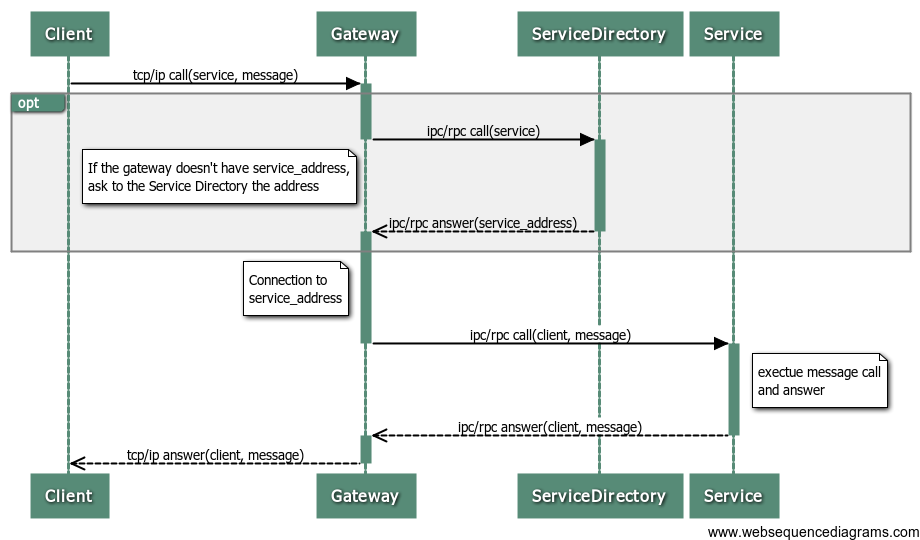 Client
Gateway
ServiceDirectory
Service
tcp/ip call(service, message)
opt
ipc/rpc call(service)
If the gateway doesn't have service_address,
ask to the Service Directory the address
ipc/rpc answer(service_address)
Connection to
service_address
ipc/rpc call(client, message)
exectue message call
and answer
ipc/rpc answer(client, message)
tcp/ip answer(client, message)
Client
Gateway
ServiceDirectory
Service
www.websequencediagrams.com